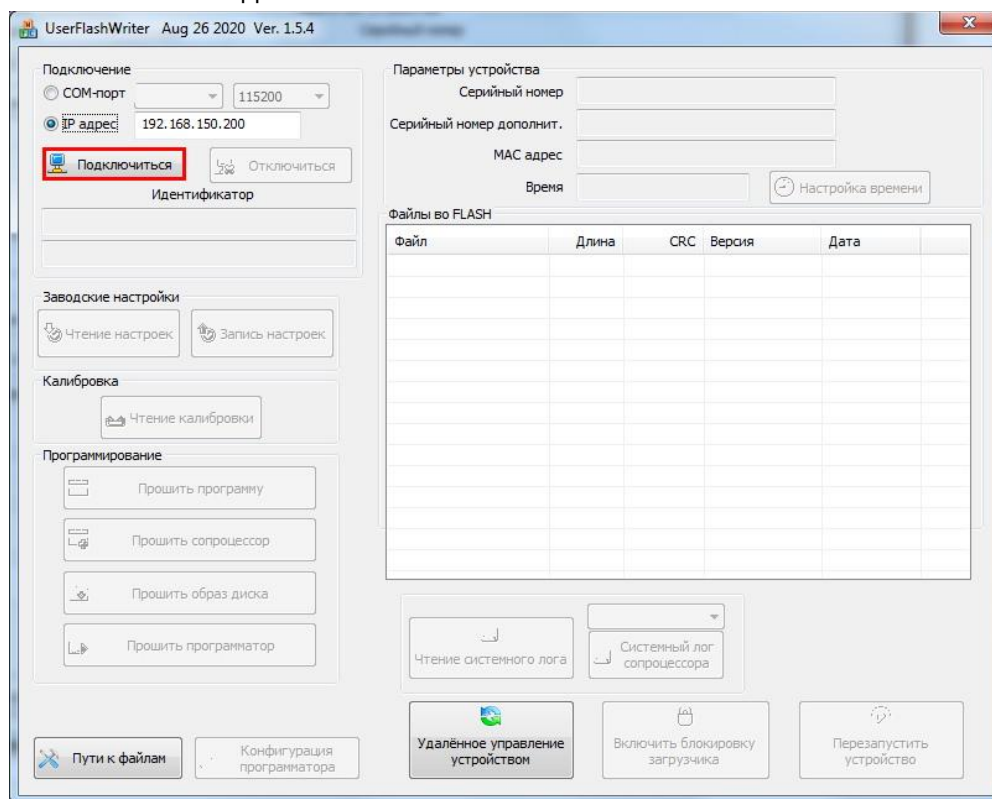 UserFlashWriter Aug 26 2020 Ver. 1.5.4
Подключение
COM-порт 115200
IP адрес 192.168.150.200
Подключиться Отключиться
Идентификатор
Заводские настройки
Чтение настроек Запись настроек
Калибровка
Чтение калибровки
Программирование
Прошить программу
Прошить сопроцессор
Прошить образ диска
Прошить программатор
Пути к файлам
Конфигурация
программатора
Параметры устройства
Серийный номер
Серийный номер дополнит.
MAC адрес
Время Настройка времени
Файлы во FLASH
Файл Длина CRC Версия Дата
Чтение системного лога
Системный лог
сопроцессора
Удалённое управление
устройством
Включить блокировку
загрузчика
Перезапустить
устройство